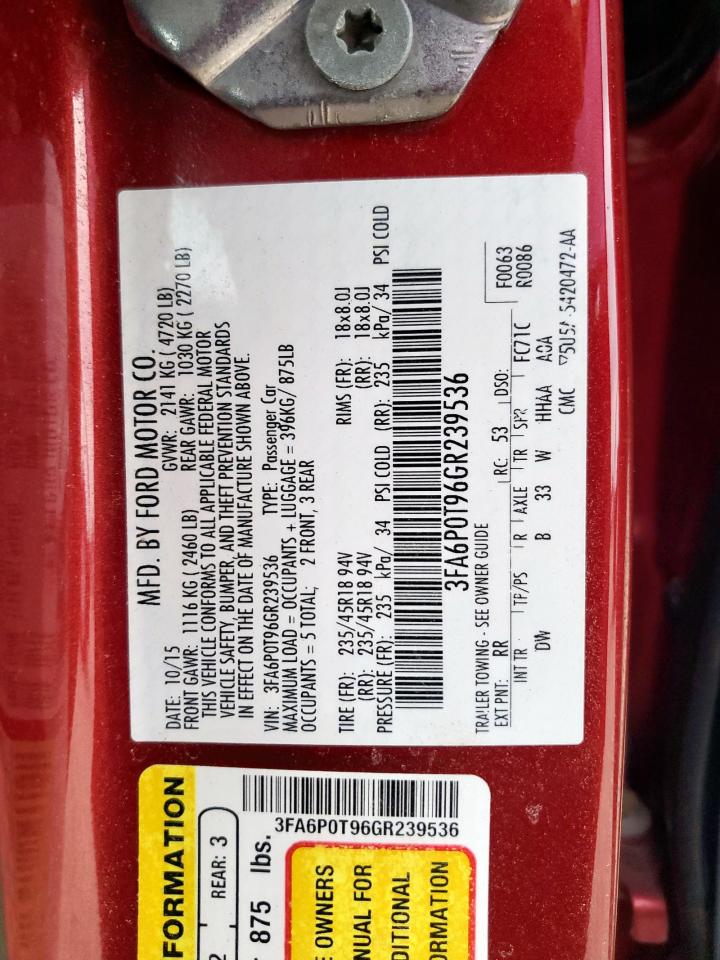 MFD. BY FORD MOTOR CO.
DATE: 10/15 GVWR: 2141 KG ( 4720 LB)
FRONT GAWR: 1116 KG ( 2460 LB) REAR GAWR: 1030 KG ( 2270 LB)
THIS VEHICLE CONFORMS TO ALL APPLICABLE FEDERAL MOTOR
VEHICLE SAFETY, BUMPER, AND THEFT PREVENTION STANDARDS
IN EFFECT ON THE DATE OF MANUFACTURE SHOWN ABOVE.
VIN: 3FA6P0T96GR239536 TYPE: Passenger Car
MAXIMUM LOAD = OCCUPANTS + LUGGAGE = 396KG/ 875LB
OCCUPANTS = 5 TOTAL; 2 FRONT, 3 REAR
TIRE (FR): 235/45R18 94V RIMS (FR): 18x8.0J
(RR): 235/45R18 94V (RR): 18x8.0J
PRESSURE (FR): 235 kPa/ 34 PSI COLD (RR): 235 kPa/ 34 PSI COLD
3FA6P0T96GR239536
TRAILER TOWING - SEE OWNER GUIDE
F0063
EXT PNT: RR RC: 53 DSO: R0086
INT TR TP/PS R AXLE TR SPR FC71C
DW B 33 W HHAA A0A
CMC 5420472-AA
FORMATION
2 REAR: 3
875 lbs.
3FA6P0T96GR239536
E OWNERS
NUAL FOR
DITIONAL
ORMATION